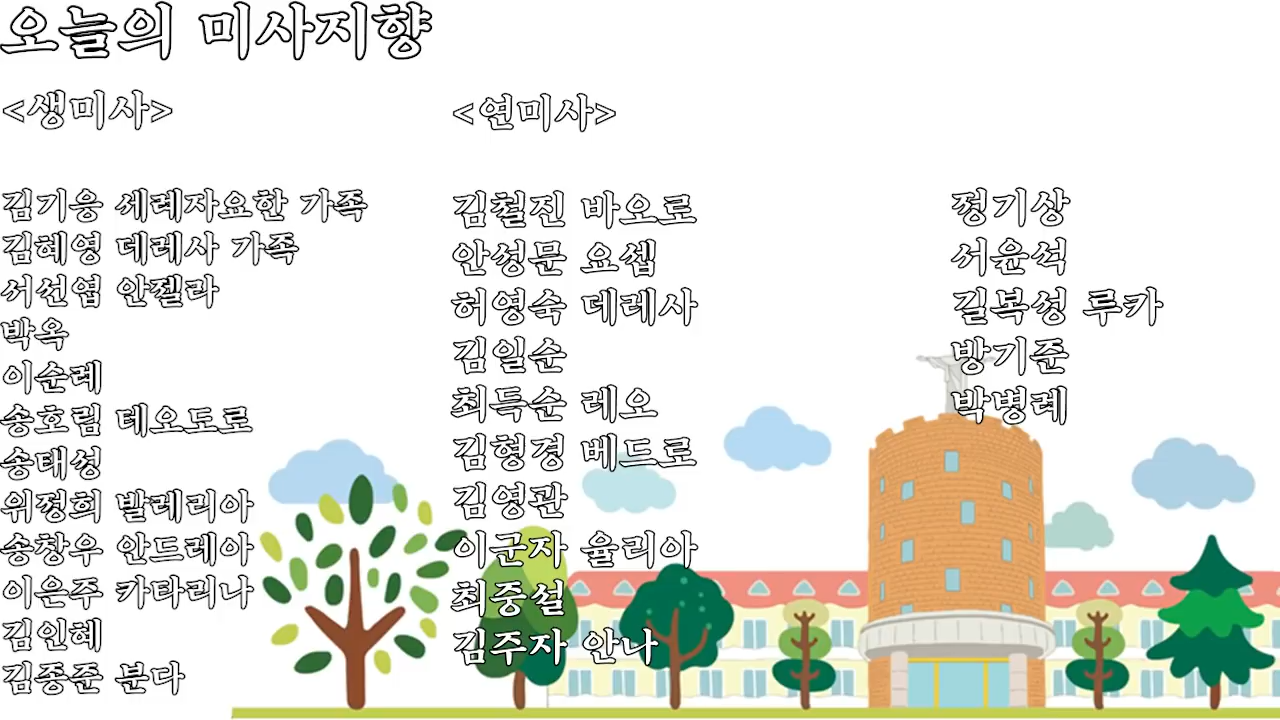 오늘의 미사지향
<생미사>
김기응 세레자요한 가족
김혜영 데레사 가족
서선엽 안젤라
박옥
이순례
송호림 테오도로
송태성
위정희 발레리아
송창우 안드레아
이은주 카타리나
김인혜
김종준 분다
<연미사>
김철진 바오로
안성문 요셉
허영숙 데레사
김일순
최득순 레오
김형경 베드로
김영관
이군자 율리아
최중설
김주자 안나
정기상
서윤석
길복성 루카
방기준
박병례